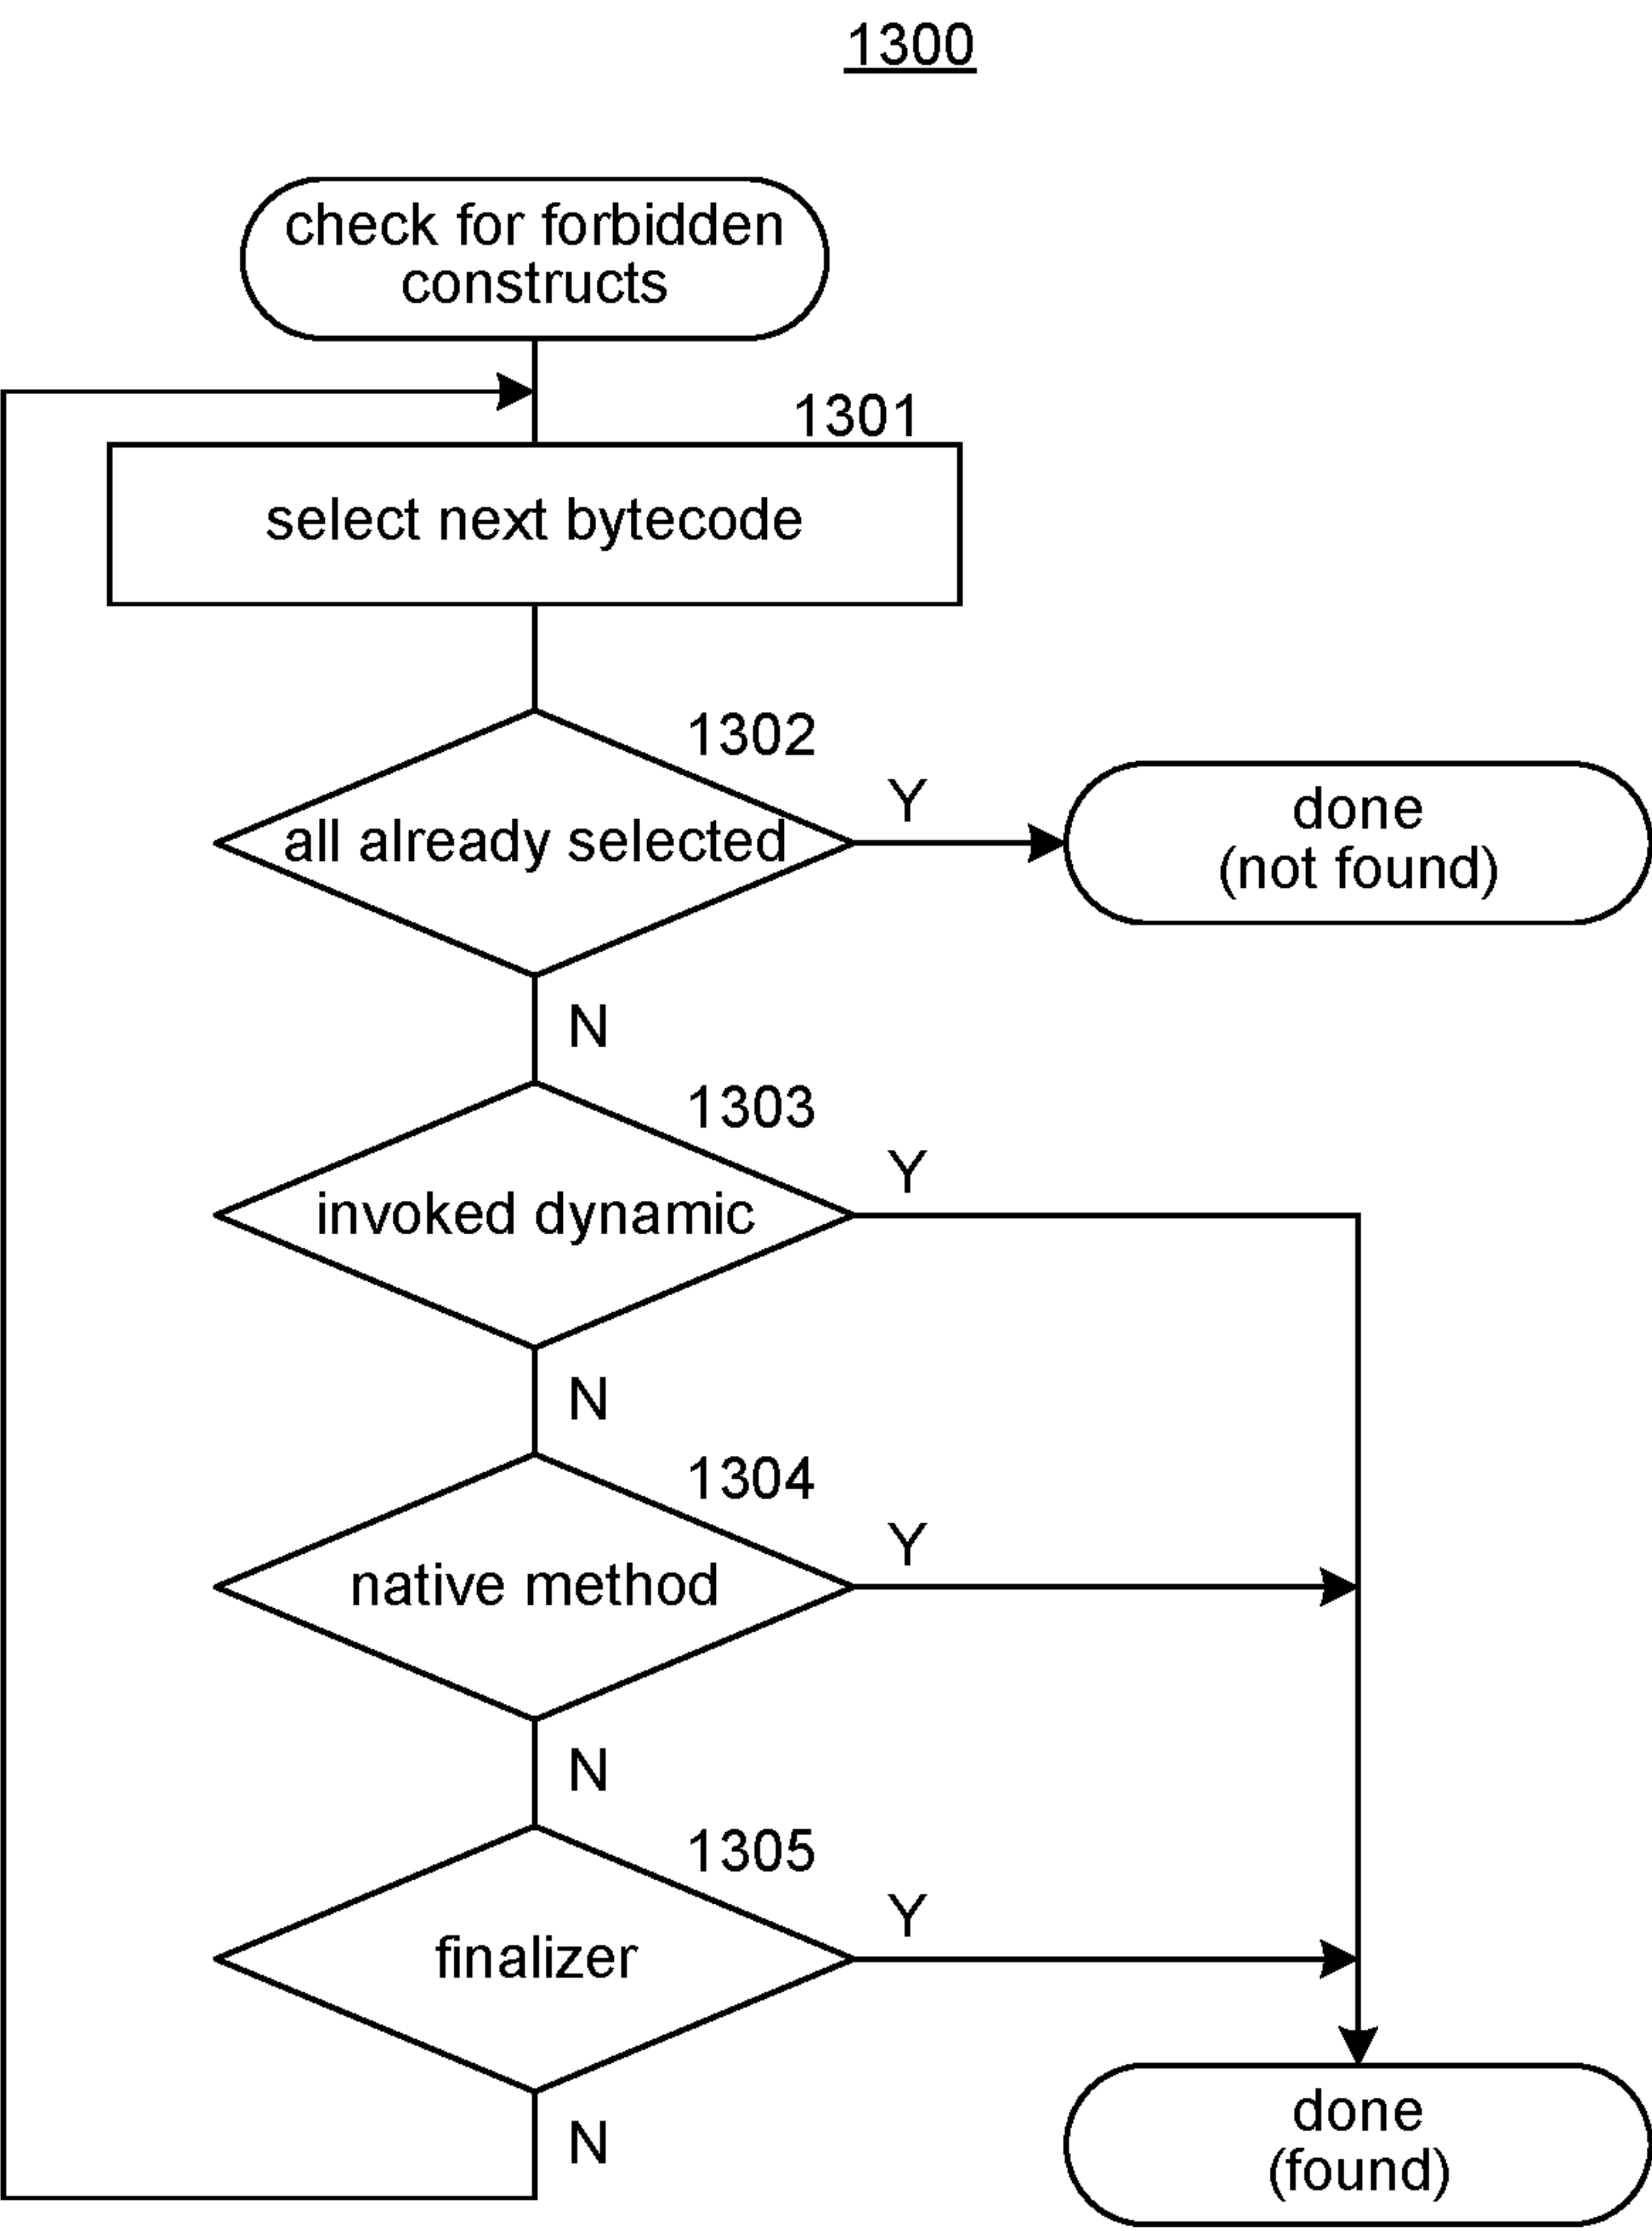 1300
check for forbidden
constructs
1301
select next bytecode
1302
all already selected
Y
done
(not found)
N
1303
invoked dynamic
Y
N
1304
native method
Y
N
1305
finalizer
Y
N
done
(found)